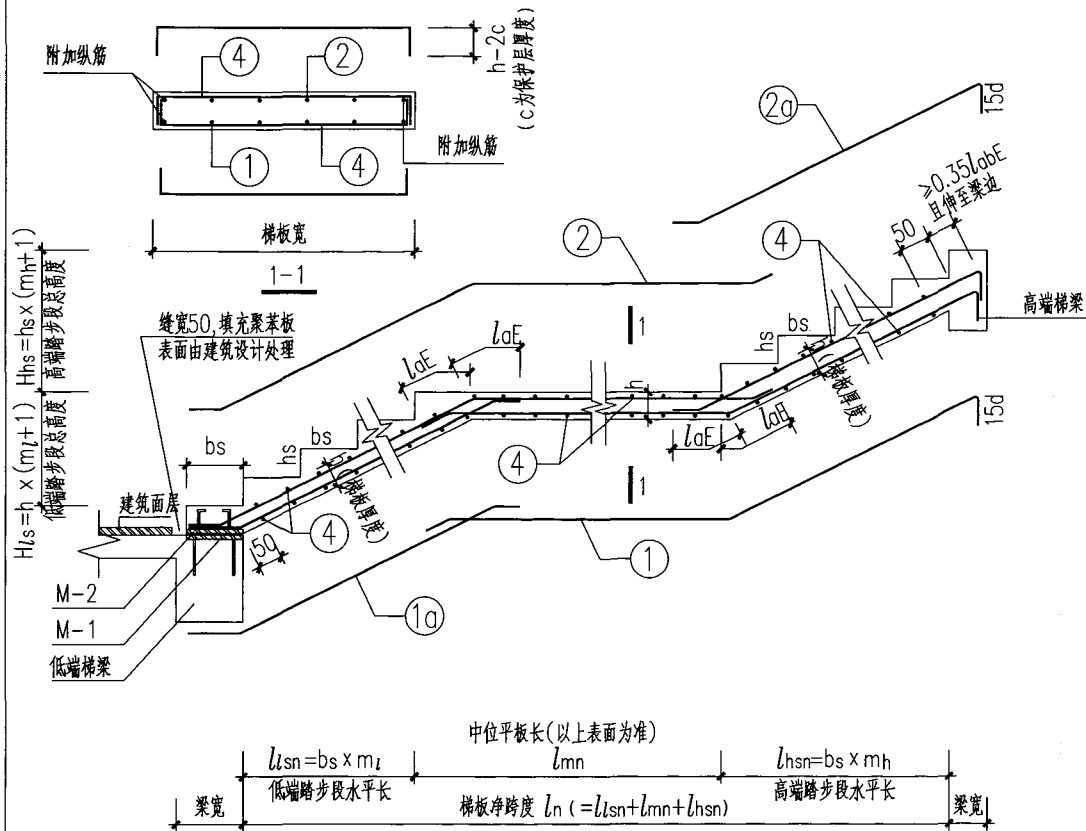 附加纵筋
④
②
h-2c
(c为保护层厚度)
①
④
附加纵筋
梯板宽
1-1
②a
15d
≥0.35labE
且伸至梁边
50
④
②
高端梯梁
Hhs=hs×(mh+1)
高端踏步段总高度
Hls=h×(ml+1)
低端踏步段总高度
缝宽50,填充聚苯板
表面由建筑设计处理
1
laE
laE
h
hs
bs
h
(梯板厚度)
15d
bs
hs
bs
h
(梯板厚度)
④
laE
laE
建筑面层
④
50
1
①
M-2
M-1
①a
低端梯梁
中位平板长(以上表面为准)
llsn=bs×ml
lmn
lhsn=bs×mh
低端踏步段水平长
高端踏步段水平长
梁宽
梯板净跨度 ln (=llsn+lmn+lhsn)
梁宽